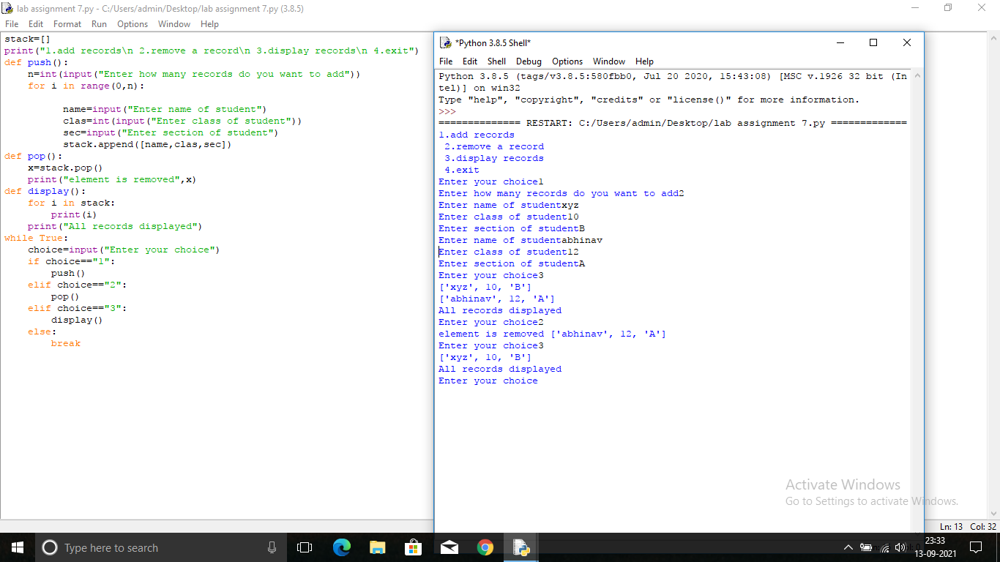 lab assignment 7.py - C:/Users/admin/Desktop/lab assignment 7.py (3.8.5)
File Edit Format Run Options Window Help
stack=[]
print("1.add records\n 2.remove a record\n 3.display records\n 4.exit")
def push():
    n=int(input("Enter how many records do you want to add"))
    for i in range(0,n):
          name=input("Enter name of student")
          clas=int(input("Enter class of student"))
          sec=input("Enter section of student")
          stack.append([name,clas,sec])
def pop():
    x=stack.pop()
    print("element is removed",x)
def display():
    for i in stack:
        print(i)
    print("All records displayed")
while True:
    choice=input("Enter your choice")
    if choice=="1":
        push()
    elif choice=="2":
        pop()
    elif choice=="3":
        display()
    else:
        break
*Python 3.8.5 Shell*
File Edit Shell Debug Options Window Help
Python 3.8.5 (tags/v3.8.5:580fbb0, Jul 20 2020, 15:43:08) [MSC v.1926 32 bit (In
tel)] on win32
Type "help", "copyright", "credits" or "license()" for more information.
>>>
============== RESTART: C:/Users/admin/Desktop/lab assignment 7.py =============
1.add records
 2.remove a record
 3.display records
 4.exit
Enter your choice1
Enter how many records do you want to add2
Enter name of studentxyz
Enter class of student10
Enter section of studentB
Enter name of studentabhinav
Enter class of student12
Enter section of studentA
Enter your choice3
['xyz', 10, 'B']
['abhinav', 12, 'A']
All records displayed
Enter your choice2
element is removed ['abhinav', 12, 'A']
Enter your choice3
['xyz', 10, 'B']
All records displayed
Enter your choice
Activate Windows
Go to Settings to activate Windows.
Ln: 13 Col: 32
Type here to search
23:33
13-09-2021